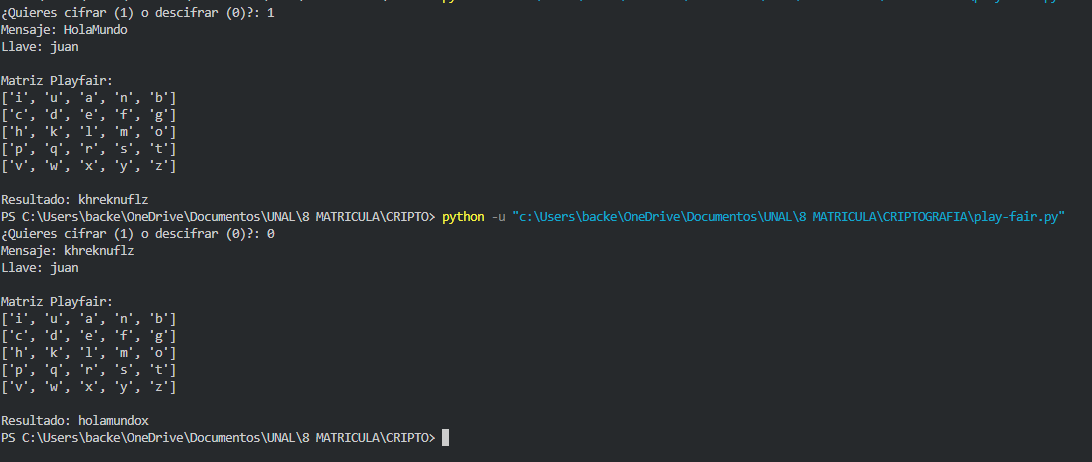 ¿Quieres cifrar (1) o descifrar (0)?: 1
Mensaje: HolaMundo
Llave: juan
Matriz Playfair:
['i', 'u', 'a', 'n', 'b']
['c', 'd', 'e', 'f', 'g']
['h', 'k', 'l', 'm', 'o']
['p', 'q', 'r', 's', 't']
['v', 'w', 'x', 'y', 'z']
Resultado: khreknuflz
PS C:\Users\backe\OneDrive\Documentos\UNAL\8 MATRICULA\CRIPTO> python -u "c:\Users\backe\OneDrive\Documentos\UNAL\8 MATRICULA\CRIPTOGRAFIA\play-fair.py"
¿Quieres cifrar (1) o descifrar (0)?: 0
Mensaje: khreknuflz
Llave: juan
Matriz Playfair:
['i', 'u', 'a', 'n', 'b']
['c', 'd', 'e', 'f', 'g']
['h', 'k', 'l', 'm', 'o']
['p', 'q', 'r', 's', 't']
['v', 'w', 'x', 'y', 'z']
Resultado: holamundox
PS C:\Users\backe\OneDrive\Documentos\UNAL\8 MATRICULA\CRIPTO>